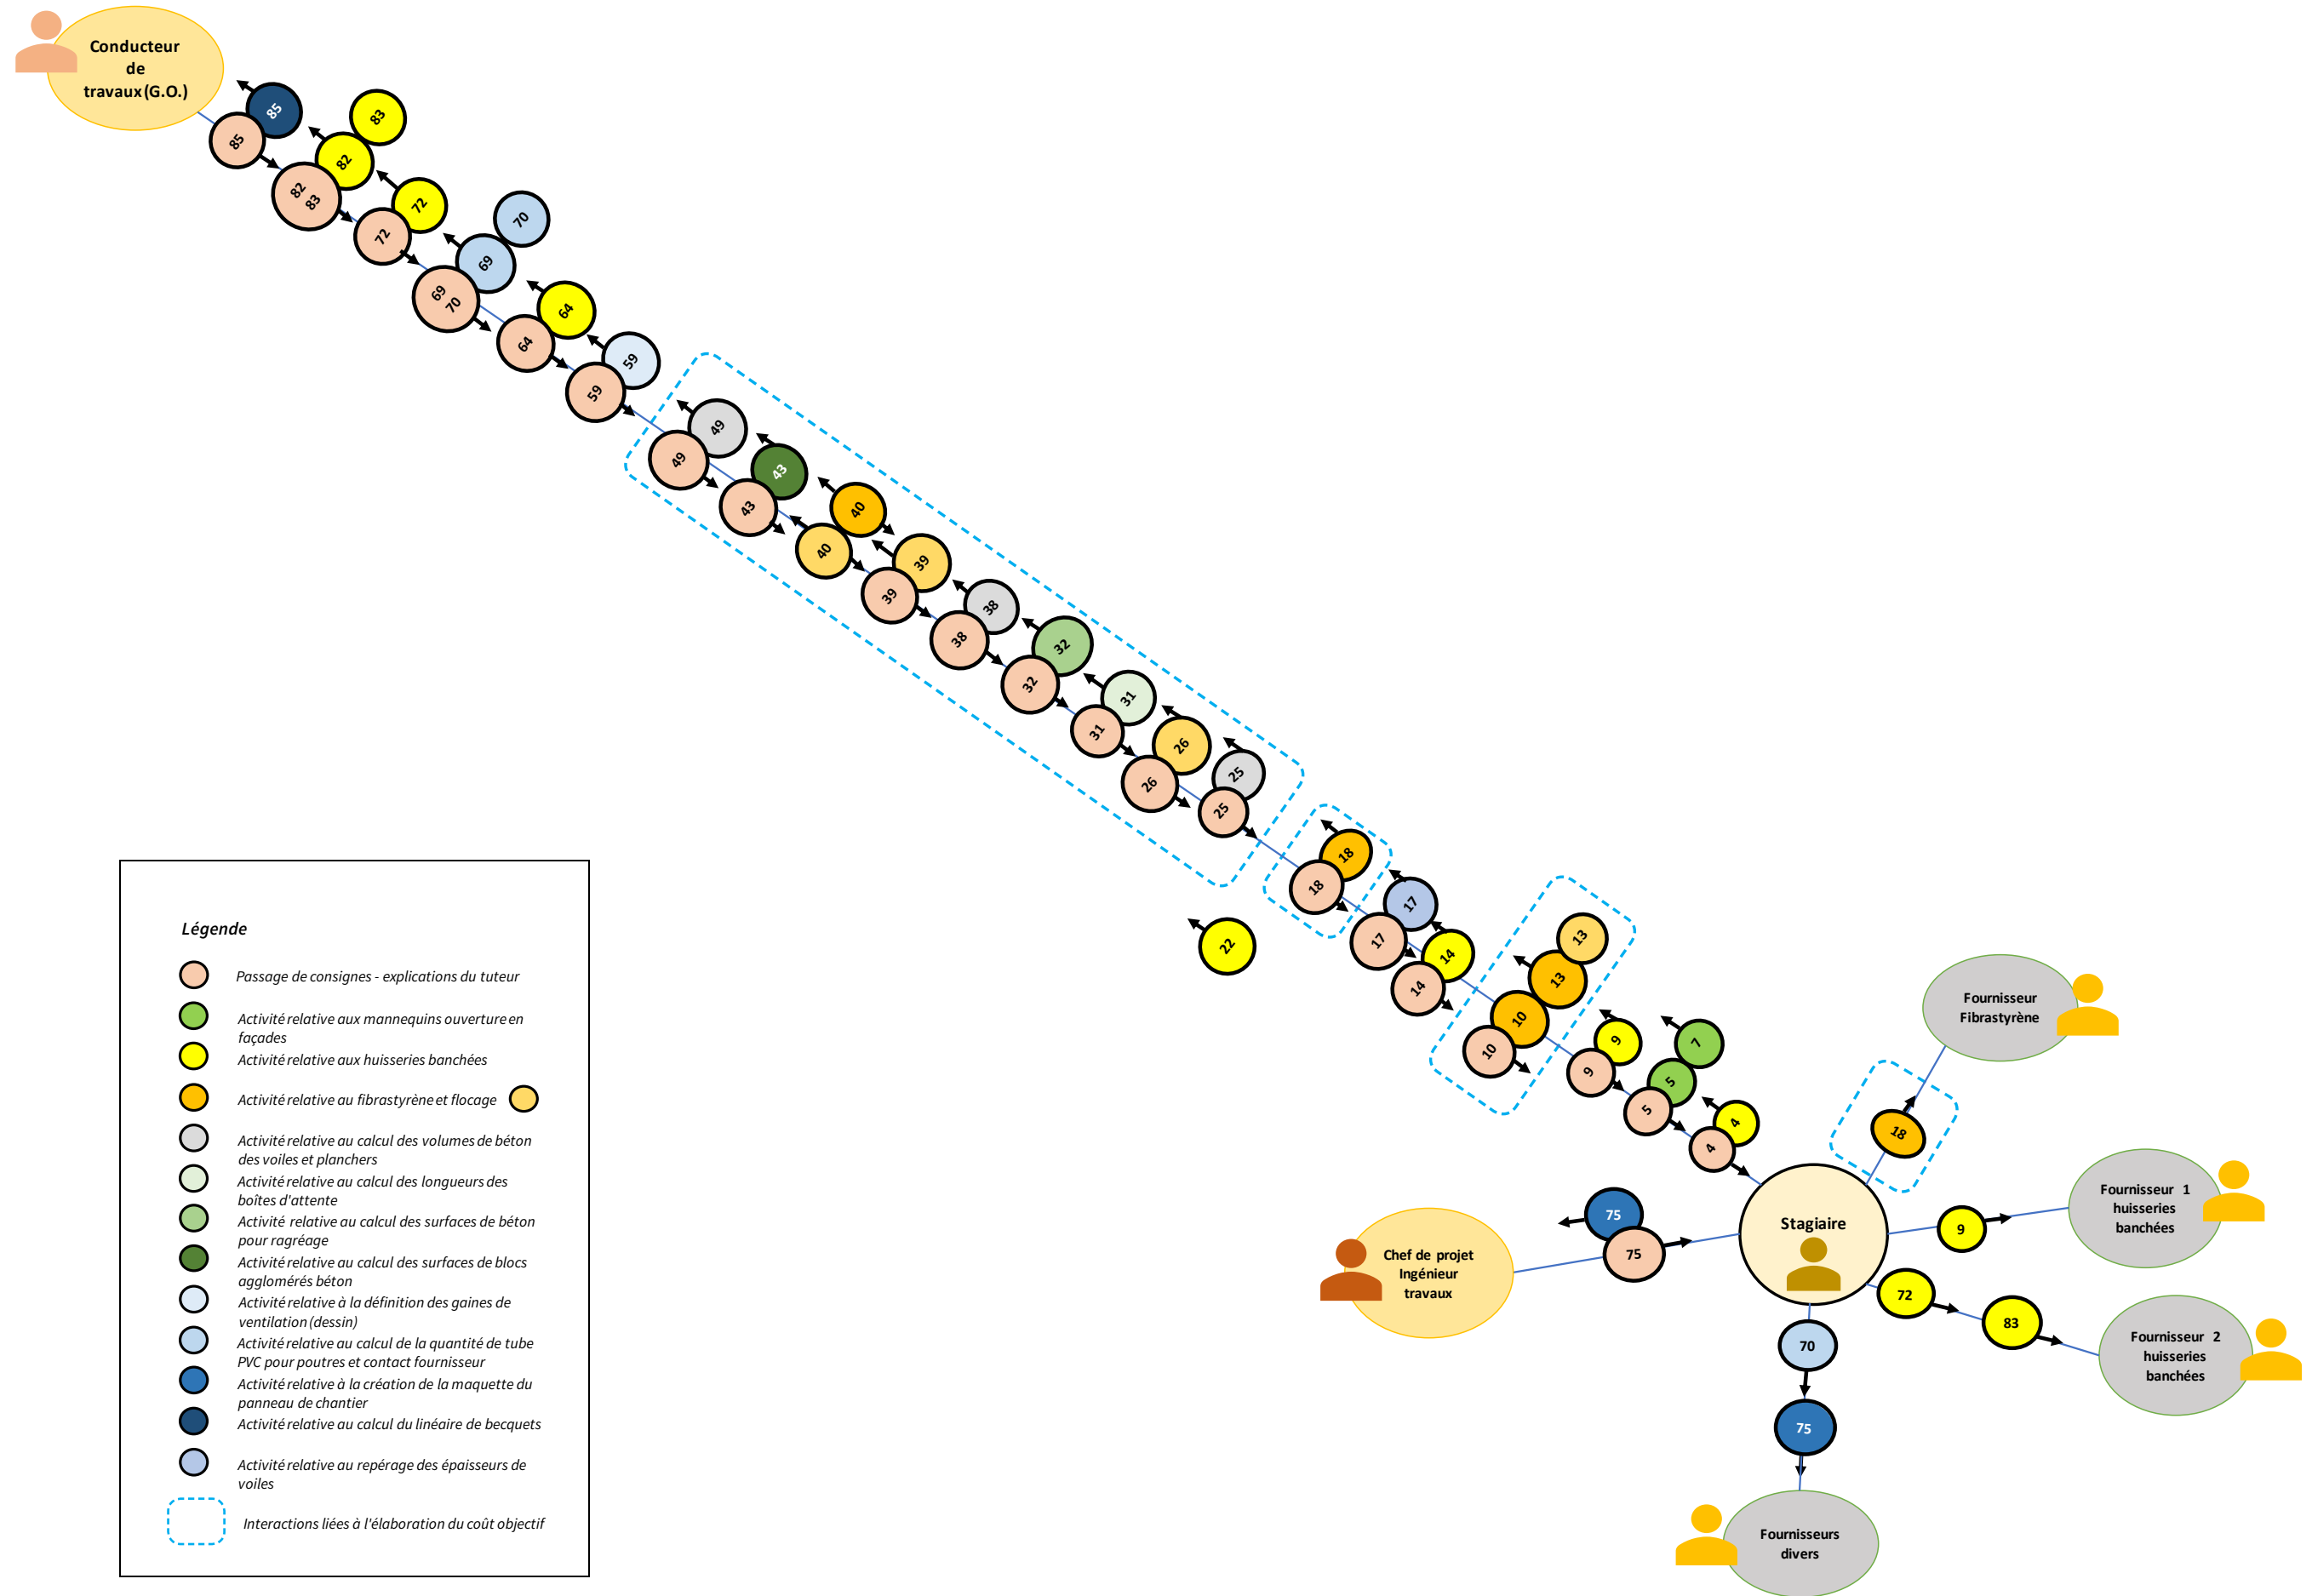 Conducteur
de
travaux (G.O.)
85
85
83
82
82
83
72
72
70
69
69
70
64
64
59
59
49
49
43
43
40
40
39
39
38
38
32
32
31
31
26
26
25
25
18
18
22
17
17
14
14
13
13
10
10
9
9
7
5
5
4
4
Fournisseur
Fibrastyrène
18
Stagiaire
75
75
Chef de projet
Ingénieur
travaux
9
Fournisseur 1
huisseries
banchées
72
83
Fournisseur 2
huisseries
banchées
70
75
Fournisseurs
divers
Légende
Passage de consignes - explications du tuteur
Activité relative aux mannequins ouverture en
façades
Activité relative aux huisseries banchées
Activité relative au fibrastyrène et flocage
Activité relative au calcul des volumes de béton
des voiles et planchers
Activité relative au calcul des longueurs des
boîtes d'attente
Activité relative au calcul des surfaces de béton
pour ragréage
Activité relative au calcul des surfaces de blocs
agglomérés béton
Activité relative à la définition des gaines de
ventilation (dessin)
Activité relative au calcul de la quantité de tube
PVC pour poutres et contact fournisseur
Activité relative à la création de la maquette du
panneau de chantier
Activité relative au calcul du linéaire de becquets
Activité relative au repérage des épaisseurs de
voiles
Interactions liées à l'élaboration du coût objectif